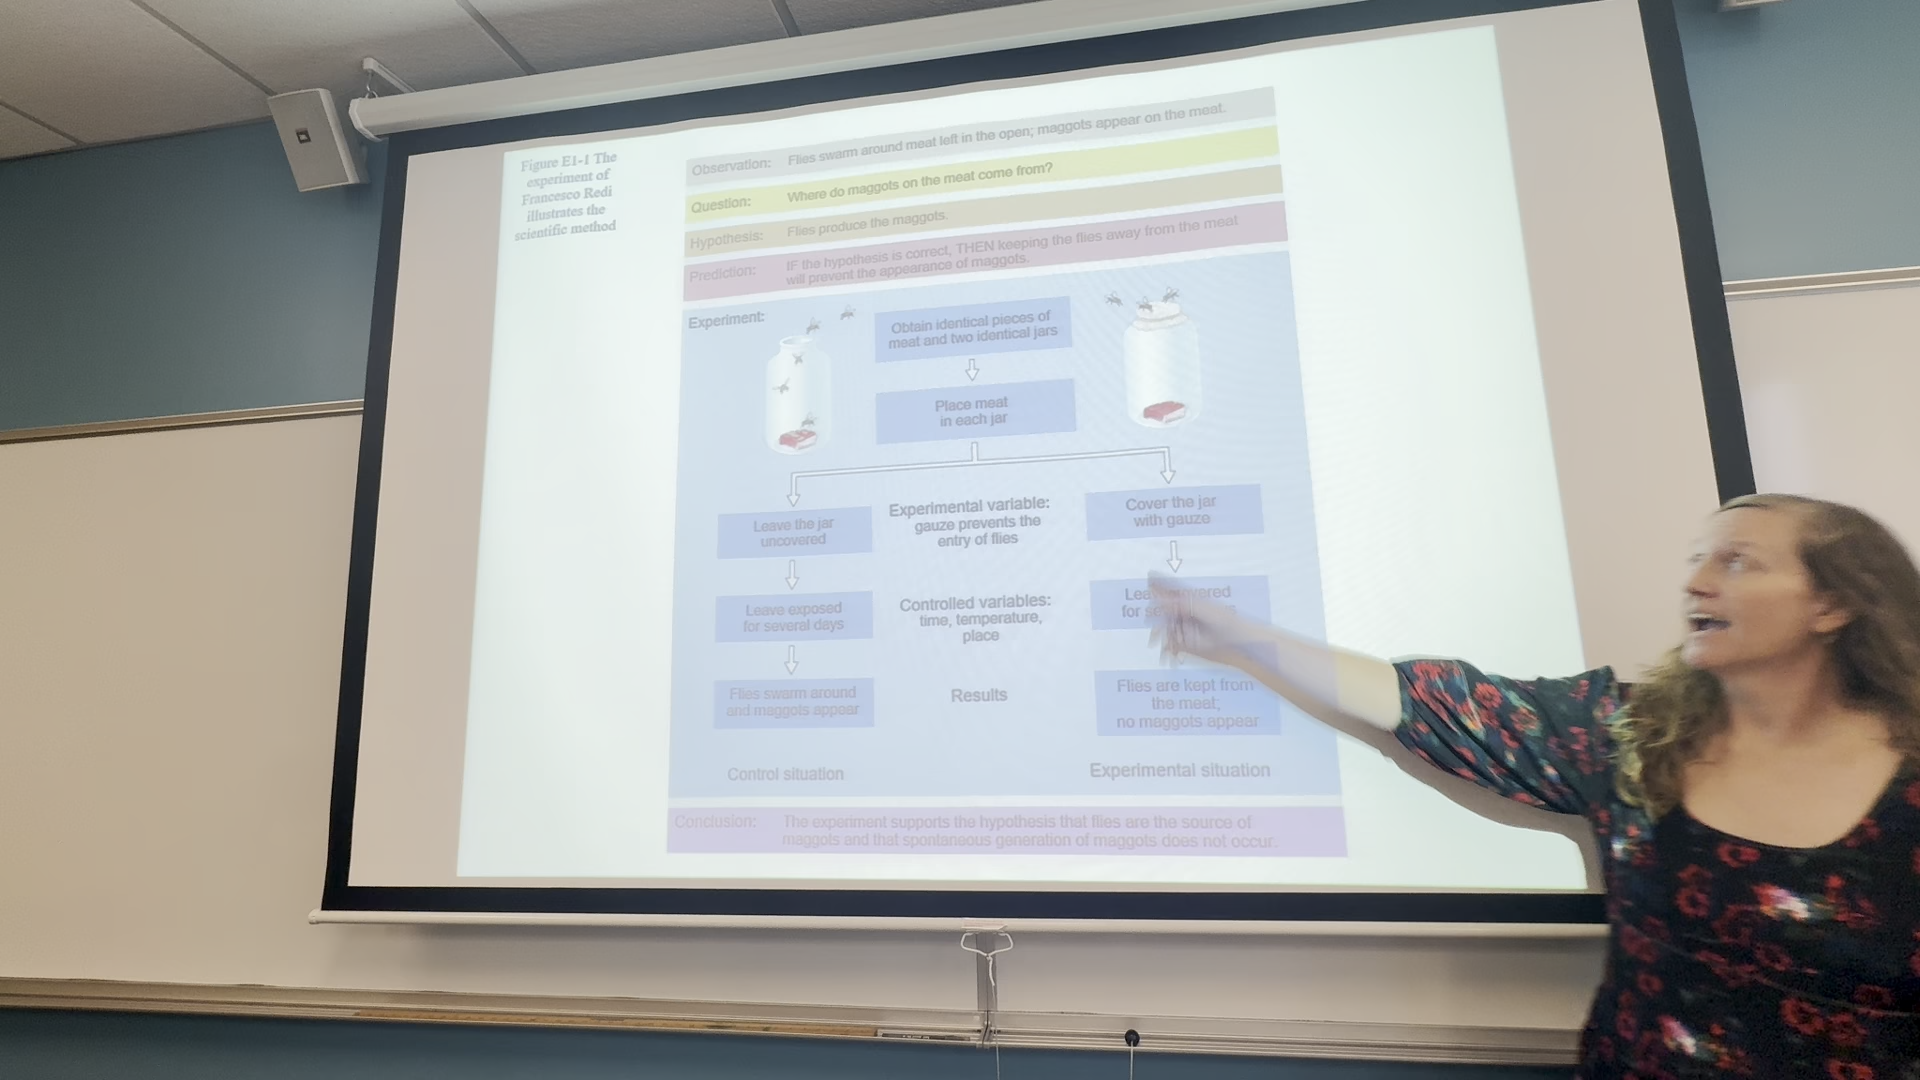 Figure E1-1 The
experiment of
Francesco Redi
illustrates the
scientific method
Observation: Flies swarm around meat left in the open; maggots appear on the meat.
Question: Where do maggots on the meat come from?
Hypothesis: Flies produce the maggots.
Prediction: IF the hypothesis is correct, THEN keeping the flies away from the meat
will prevent the appearance of maggots.
Experiment:
Obtain identical pieces of
meat and two identical jars
Place meat
in each jar
Leave the jar
uncovered
Experimental variable:
gauze prevents the
entry of flies
Cover the jar
with gauze
Leave exposed
for several days
Controlled variables:
time, temperature,
place
Leave covered
for
Flies swarm around
and maggots appear
Results
Flies are kept from
the meat;
no maggots appear
Control situation
Experimental situation
Conclusion: The experiment supports the hypothesis that flies are the source of
maggots and that spontaneous generation of maggots does not occur.